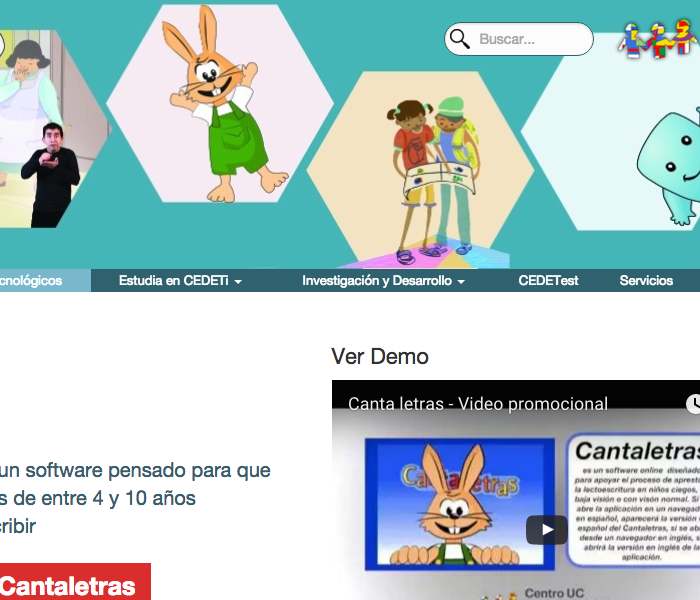 Buscar...
cnológicos
Estudia en CEDETi
Investigación y Desarrollo
CEDETest
Servicios
Ver Demo
Canta letras - Video promocional
Cantaletras
Cantaletras
es un software online diseñado
para apoyar el proceso de apresto
la lectoescritura en niños ciegos,
baja visión o con visón normal. Si
abre la aplicación en un navegad
en español, aparecerá la versión
español del Cantaletras, si se ab
desde un navegador en inglés, s
abrirá la versión en inglés de la
aplicación.
Centro UC
un software pensado para que
s de entre 4 y 10 años
ribir
Cantaletras